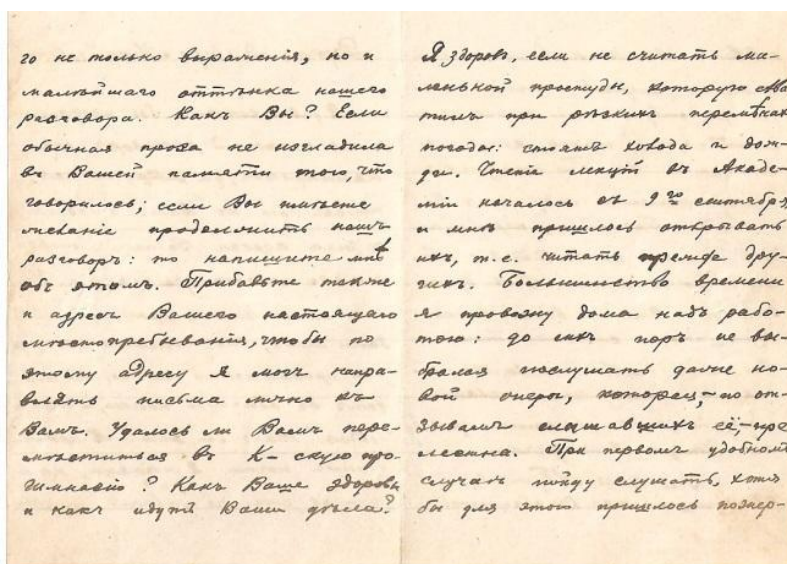 го не только выраженія, но и
малѣйшаго оттѣнка нашего
разговора. Какъ Вы? Если
обычная проза не изгладила
въ Вашей памяти того, что
говорилось; если Вы имѣете
желаніе продолжить нашъ
разговоръ: то напишите мнѣ
объ этомъ. Прибавьте также
и адресъ Вашего настоящаго
мѣстопребыванія, чтобы по
этому адресу я могъ направ-
влять письма лично къ
Вамъ. Удалось ли Вамъ пере-
мѣститься въ К-скую про-
гимназію? Какъ Ваше здоровье
и какъ идутъ Ваши дѣла?
Я здоровъ, если не считать ма-
ленькой простуды, которую схва
тилъ при рѣзкихъ перемѣнахъ
погоды: стоятъ холода и дож-
ди. Чтеніе лекцій въ Акаде-
міи началось съ 9го сентября
и мнѣ пришлось открывать
ихъ, т.е. читать прежде дру-
гихъ. Большинство времени
я провожу дома надъ рабо-
тою: до сихъ поръ не вы-
брался послушать даже но-
вой оперы, которая,-по от-
зывамъ слышавшихъ её,-пре
лестна. При первомъ удобномъ
случаѣ пойду слушать, хотя
бы для этого пришлось пожер-